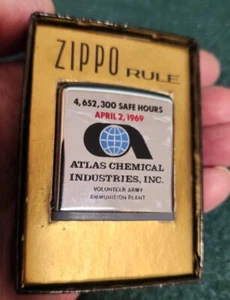 ZIPPO RULE
4,652,300 SAFE HOURS
APRIL 2, 1969
ATLAS CHEMICAL
INDUSTRIES, INC.
VOLUNTEER ARMY
AMMUNITION PLANT